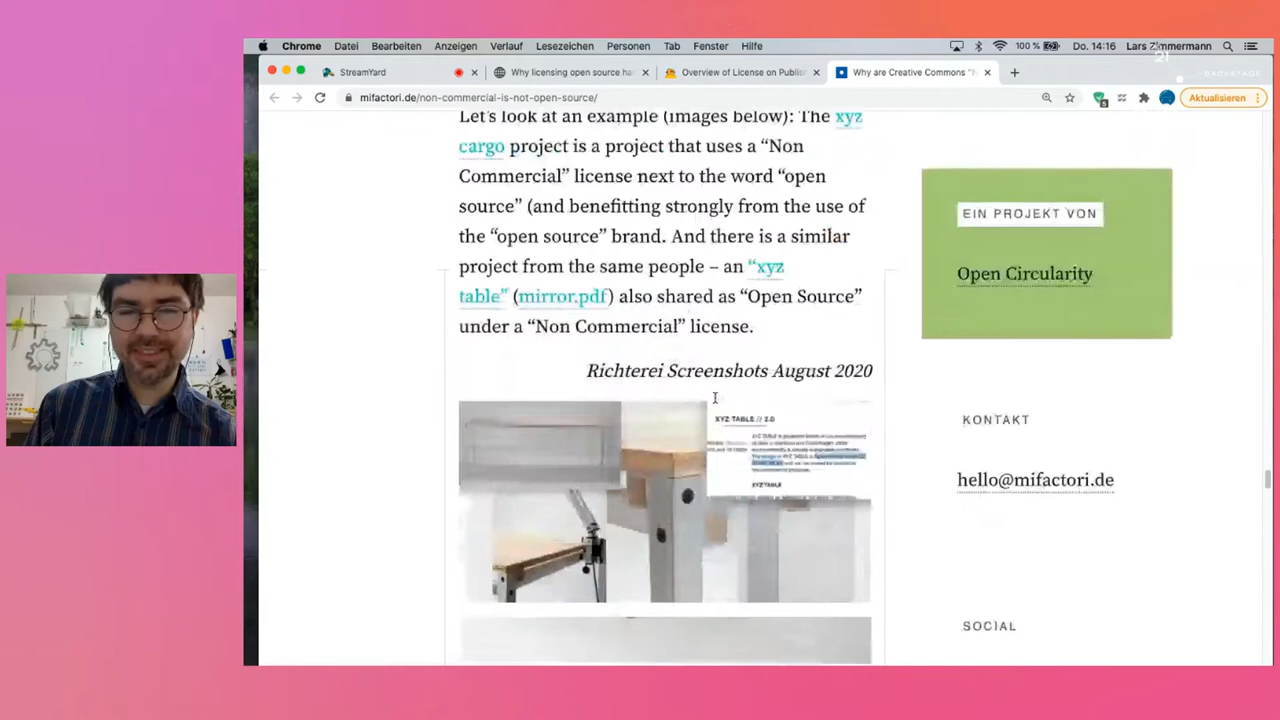 Chrome Datei Bearbeiten Anzeigen Verlauf Lesezeichen Personen Tab Fenster Hilfe 100 % Do. 14:16 Lars Zimmermann
21
BACKSTAGE
StreamYard
Why licensing open source ha
Overview of License on Publis
Why are Creative Commons "N
mifactori.de/non-commercial-is-not-open-source/
Aktualisieren
Let's look at an example (images below): The xyz
cargo project is a project that uses a “Non
Commercial” license next to the word “open
source” (and benefitting strongly from the use of
the “open source” brand. And there is a similar
project from the same people – an “xyz
table” (mirror.pdf) also shared as “Open Source”
under a “Non Commercial” license.
Richterei Screenshots August 2020
XYZ TABLE // 2.0
XYZ TABLE
EIN PROJEKT VON
Open Circularity
KONTAKT
hello@mifactori.de
SOCIAL